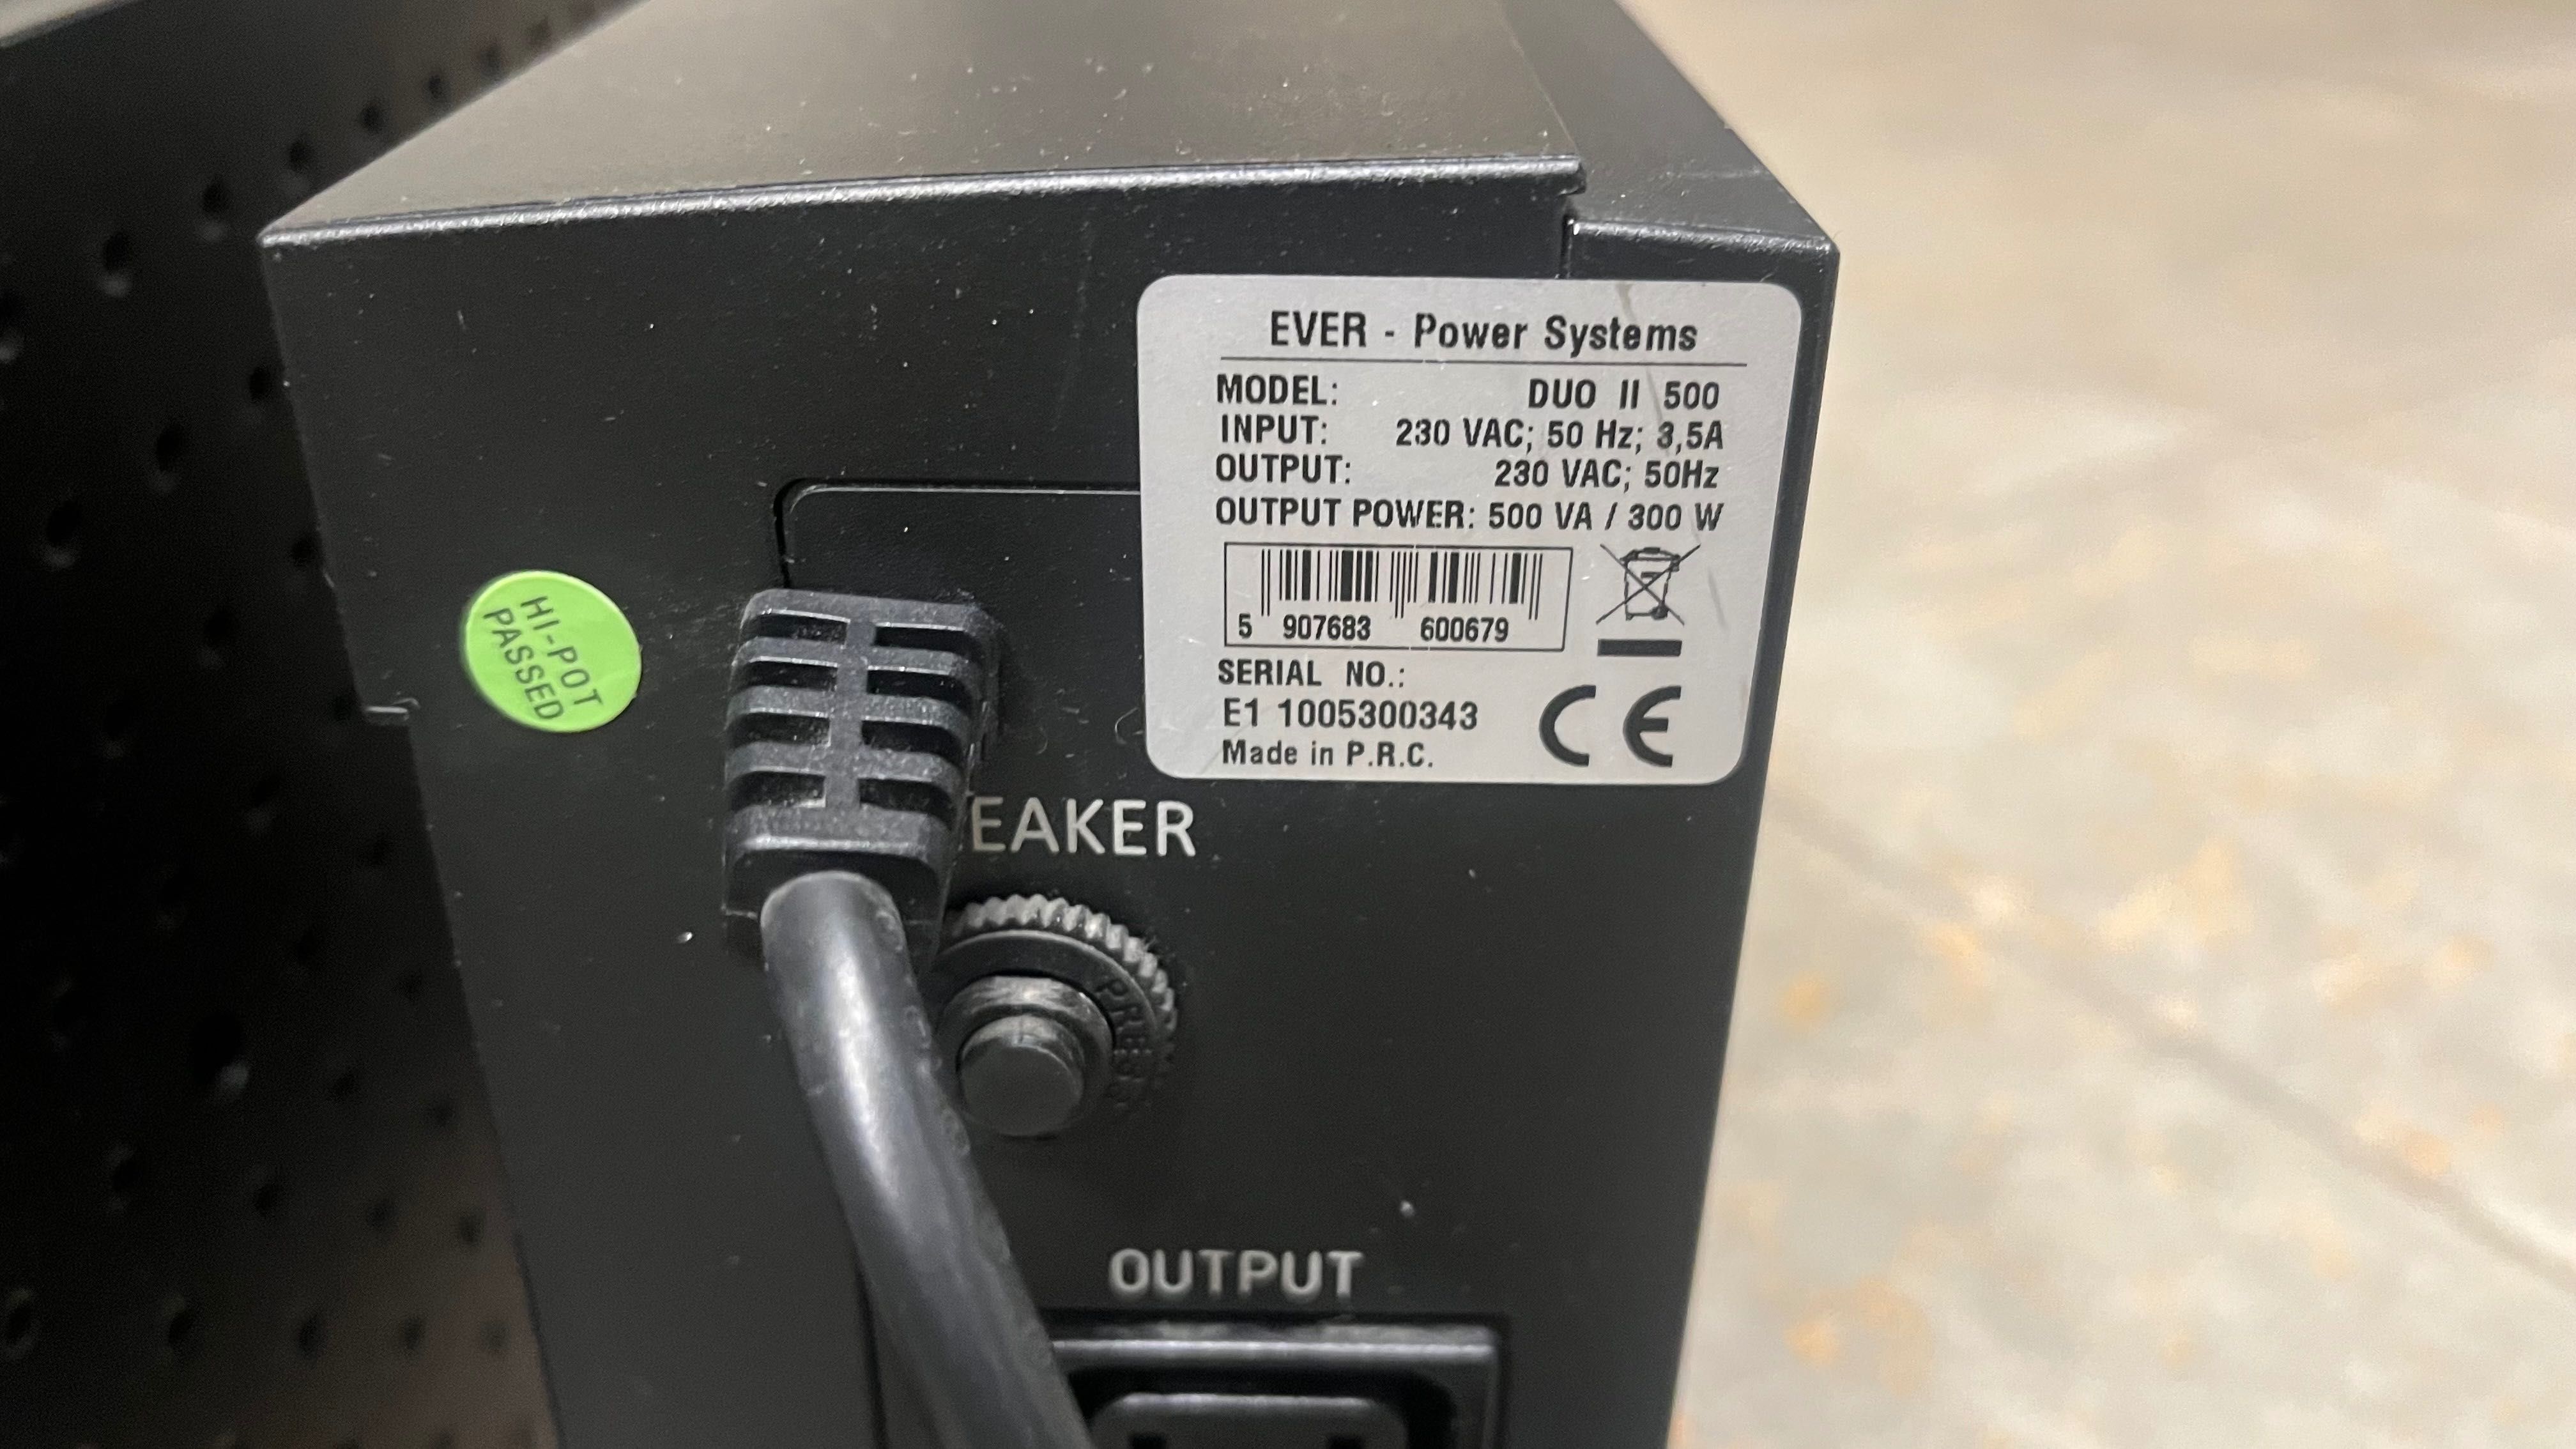 EVER - Power Systems
MODEL: DUO II 500
INPUT: 230 VAC; 50 Hz; 3,5A
OUTPUT: 230 VAC; 50Hz
OUTPUT POWER: 500 VA / 300 W
5 907683 600679
SERIAL NO.:
E1 1005300343
Made in P.R.C.
CE
HI-POT
PASSED
EAKER
PRESS
OUTPUT